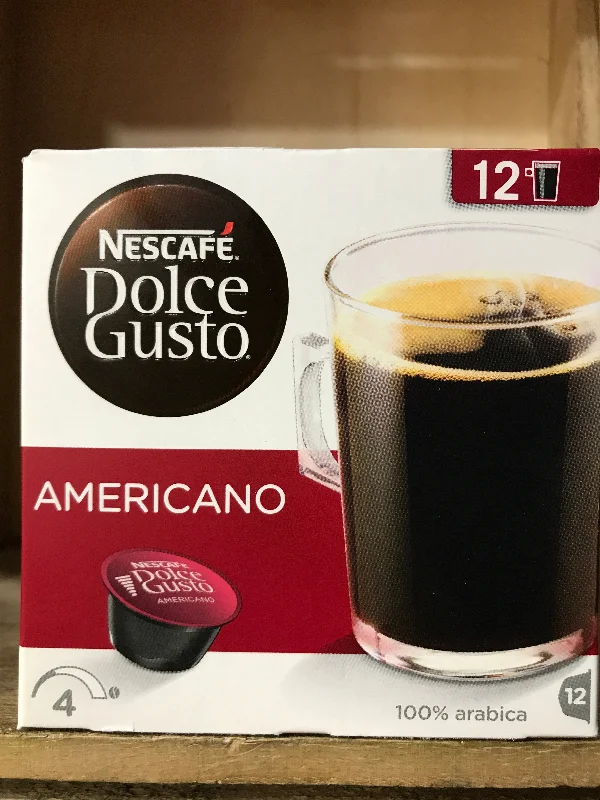 12
NESCAFÉ
Dolce
Gusto
AMERICANO
NESCAFÉ
Dolce
Gusto
AMERICANO
4
100% arabica
12